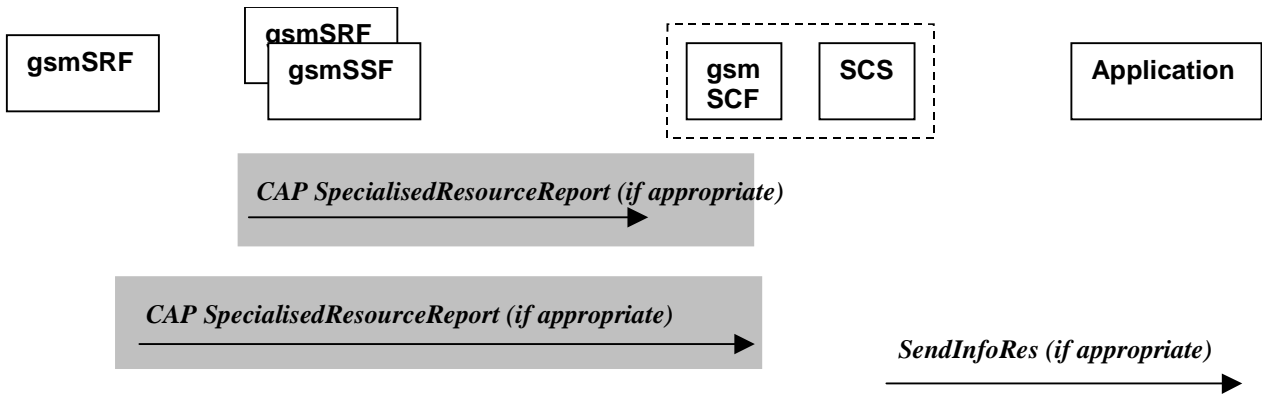 gsmSRF
gsmSRF
gsmSSF
gsm
SCF
SCS
Application
CAP SpecialisedResourceReport (if appropriate)
CAP SpecialisedResourceReport (if appropriate)
SendInfoRes (if appropriate)